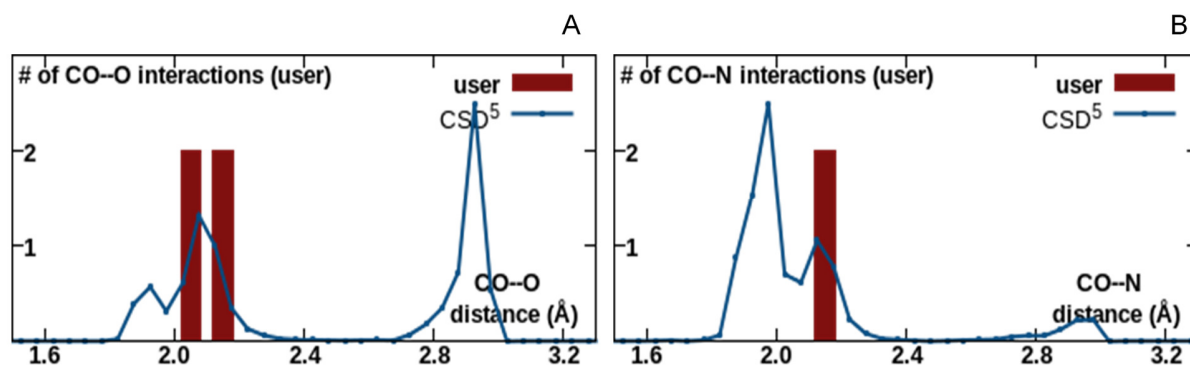 A
# of CO--O interactions (user)
user
CSD5
2
1
CO--O
distance (Å)
1.6 2.0 2.4 2.8 3.2
B
# of CO--N interactions (user)
user
CSD5
2
1
CO--N
distance (Å)
1.6 2.0 2.4 2.8 3.2